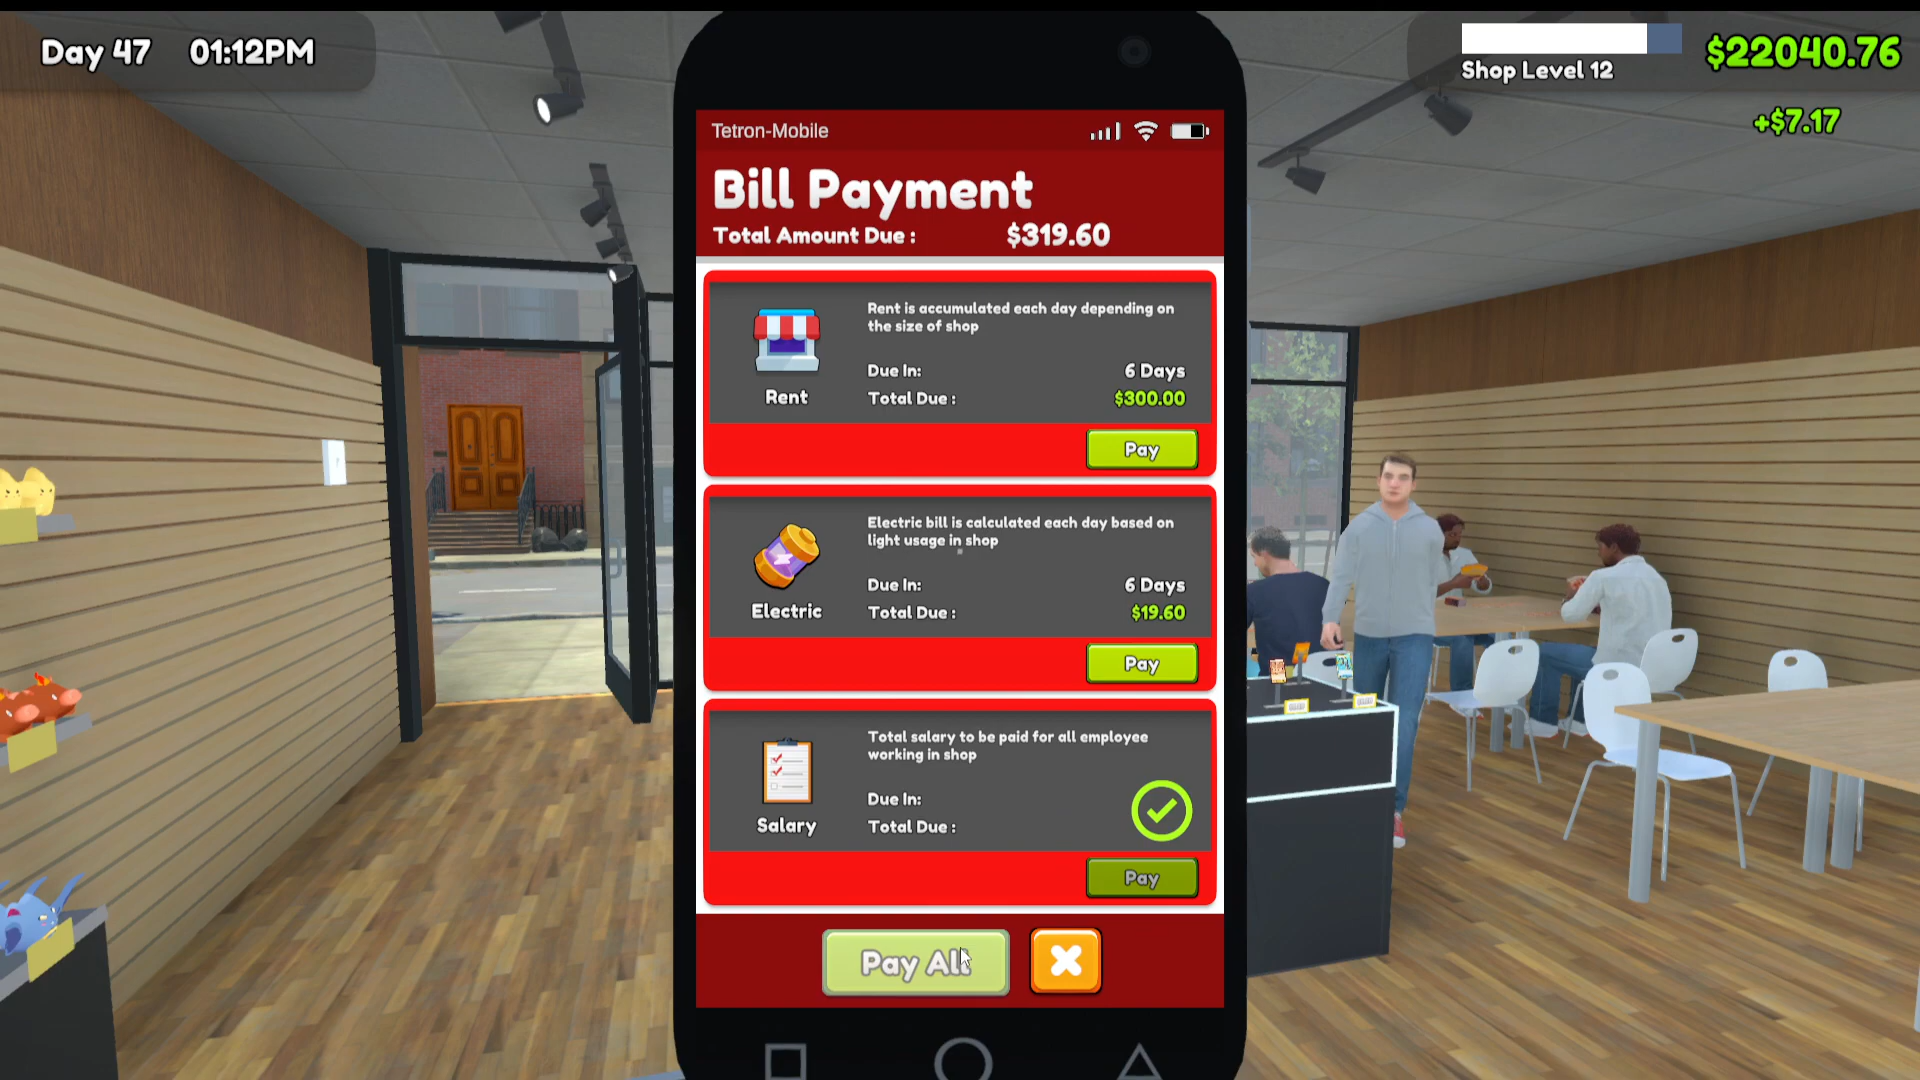 Day 47 01:12PM
Shop Level 12
$22040.76
+$7.17
Tetron-Mobile
Bill Payment
Total Amount Due : $319.60
Rent is accumulated each day depending on
the size of shop
Due In: 6 Days
Total Due : $300.00
Rent
Pay
Electric bill is calculated each day based on
light usage in shop
Due In: 6 Days
Total Due : $19.60
Electric
Pay
Total salary to be paid for all employee
working in shop
Due In:
Total Due :
Salary
Pay
Pay All